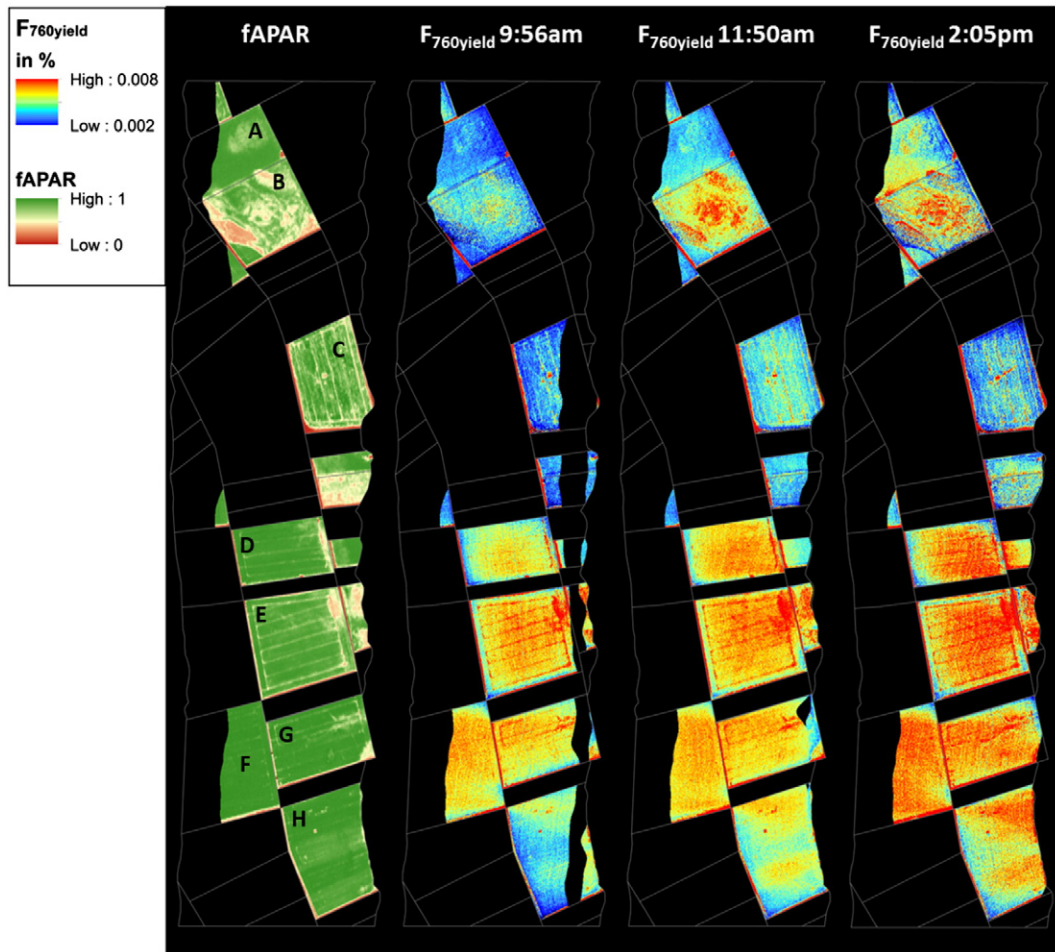 F760yield
in %
High : 0.008
Low : 0.002
fAPAR
High : 1
Low : 0
fAPAR
F760yield 9:56am
F760yield 11:50am
F760yield 2:05pm
A
B
C
D
E
G
F
H